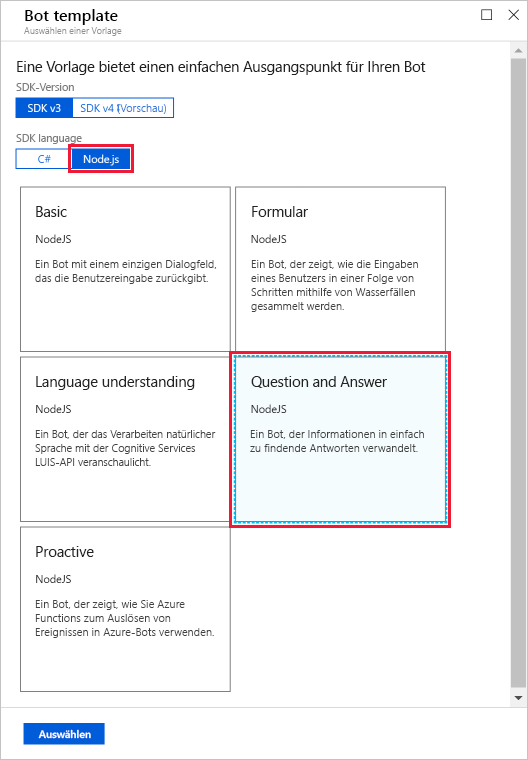 Bot template
Auswählen einer Vorlage
Eine Vorlage bietet einen einfachen Ausgangspunkt für Ihren Bot
SDK-Version
SDK v3
SDK v4 (Vorschau)
SDK language
C#
Node.js
Basic
NodeJS
Ein Bot mit einem einzigen Dialogfeld,
das die Benutzereingabe zurückgibt.
Formular
NodeJS
Ein Bot, der zeigt, wie die Eingaben
eines Benutzers in einer Folge von
Schritten mithilfe von Wasserfällen
gesammelt werden.
Language understanding
NodeJS
Ein Bot, der das Verarbeiten natürlicher
Sprache mit der Cognitive Services
LUIS-API veranschaulicht.
Question and Answer
NodeJS
Ein Bot, der Informationen in einfach
zu findende Antworten verwandelt.
Proactive
NodeJS
Ein Bot, der zeigt, wie Sie Azure
Functions zum Auslösen von
Ereignissen in Azure-Bots verwenden.
Auswählen